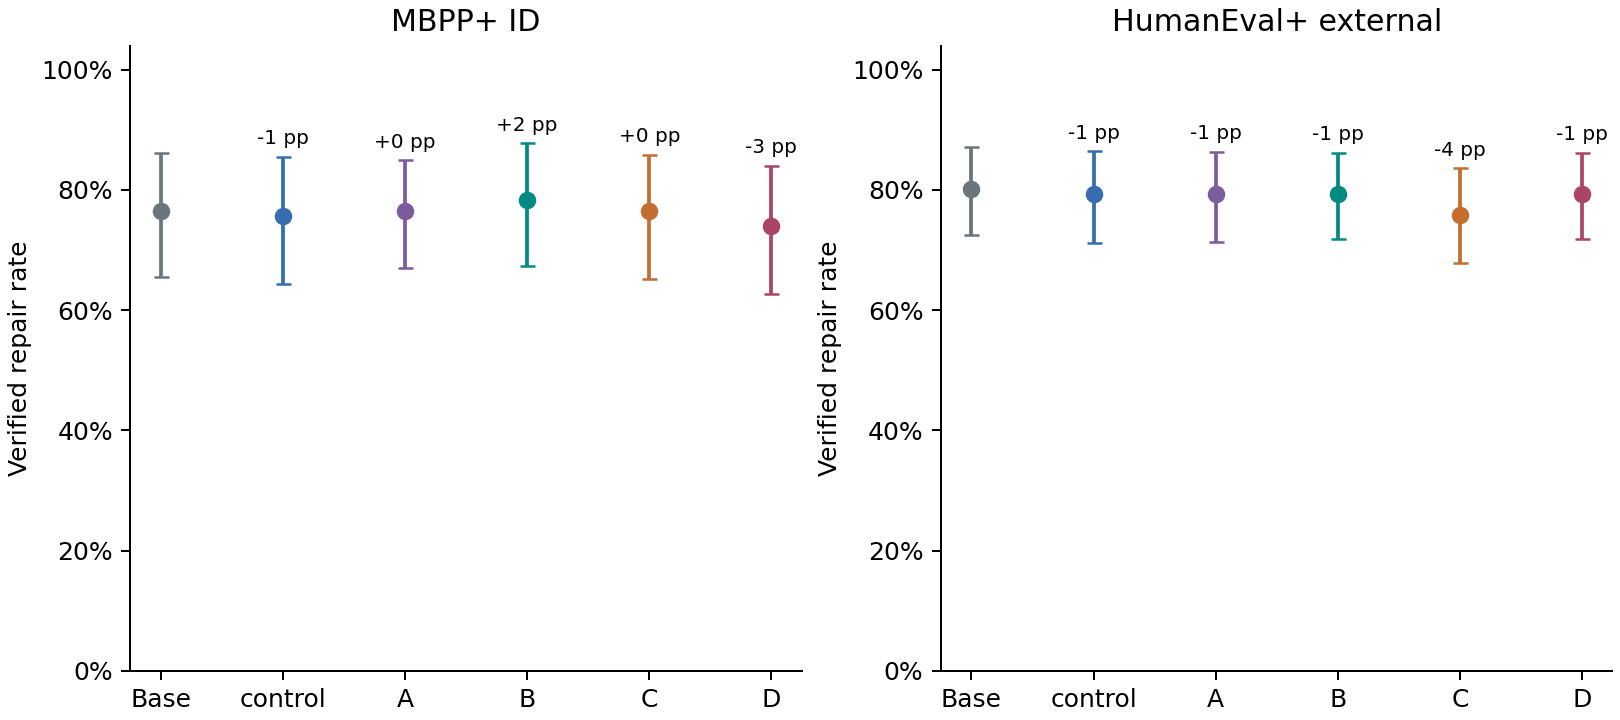 MBPP+ ID
Verified repair rate
100%
80%
60%
40%
20%
0%
-1 pp
+0 pp
+2 pp
+0 pp
-3 pp
Base
control
A
B
C
D
HumanEval+ external
Verified repair rate
100%
80%
60%
40%
20%
0%
-1 pp
-1 pp
-1 pp
-4 pp
-1 pp
Base
control
A
B
C
D